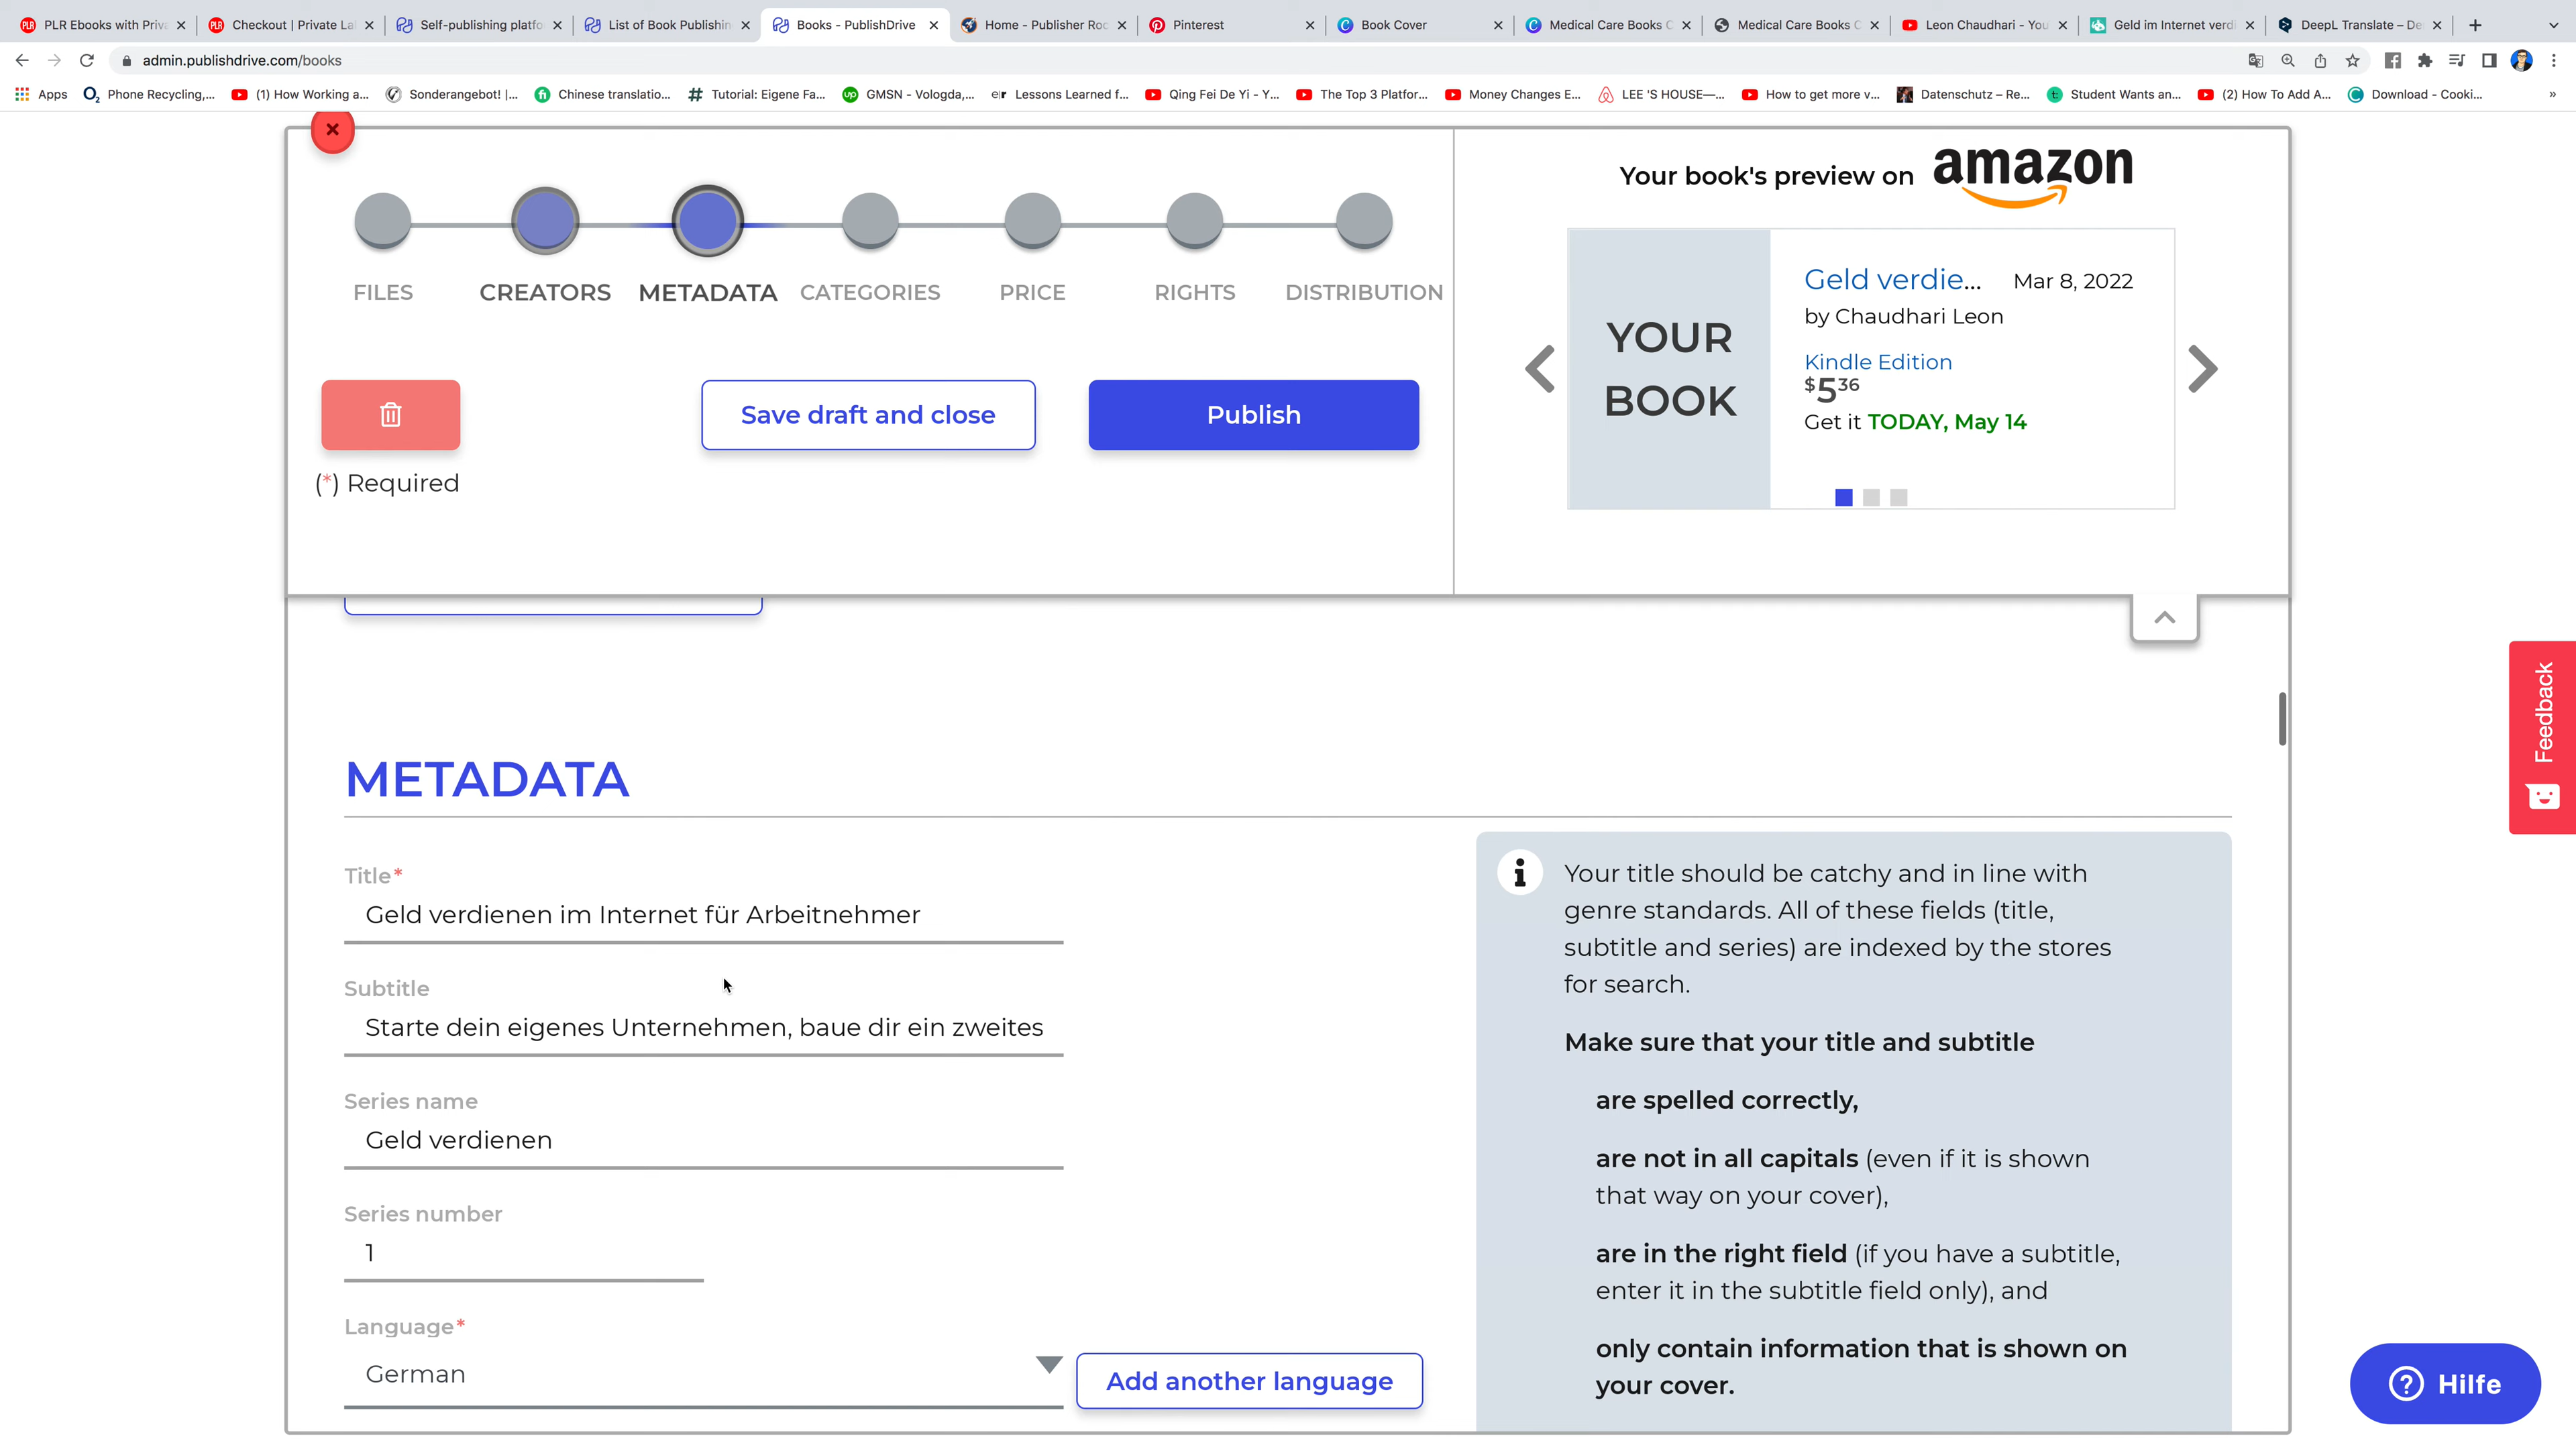 PLR Ebooks with Priva
Checkout | Private La
Self-publishing platfo
List of Book Publishin
Books - PublishDrive
Home - Publisher Roc
Pinterest
Book Cover
Medical Care Books C
Medical Care Books C
Leon Chaudhari - You
Geld im Internet verdi
DeepL Translate – De
admin.publishdrive.com/books
Apps
Phone Recycling,...
(1) How Working a...
Sonderangebot! |...
Chinese translatio...
Tutorial: Eigene Fa...
GMSN - Vologda,...
Lessons Learned f...
Qing Fei De Yi - Y...
The Top 3 Platfor...
Money Changes E...
LEE 'S HOUSE—...
How to get more v...
Datenschutz – Re...
Student Wants an...
(2) How To Add A...
Download - Cooki...
FILES
CREATORS
METADATA
CATEGORIES
PRICE
RIGHTS
DISTRIBUTION
Save draft and close
Publish
(*) Required
Your book's preview on amazon
YOUR
BOOK
Geld verdie...
Mar 8, 2022
by Chaudhari Leon
Kindle Edition
$5 36
Get it TODAY, May 14
METADATA
Title*
Geld verdienen im Internet für Arbeitnehmer
Subtitle
Starte dein eigenes Unternehmen, baue dir ein zweites
Series name
Geld verdienen
Series number
1
Language*
German
Add another language
Your title should be catchy and in line with
genre standards. All of these fields (title,
subtitle and series) are indexed by the stores
for search.
Make sure that your title and subtitle
are spelled correctly,
are not in all capitals (even if it is shown
that way on your cover),
are in the right field (if you have a subtitle,
enter it in the subtitle field only), and
only contain information that is shown on
your cover.
Feedback
Hilfe